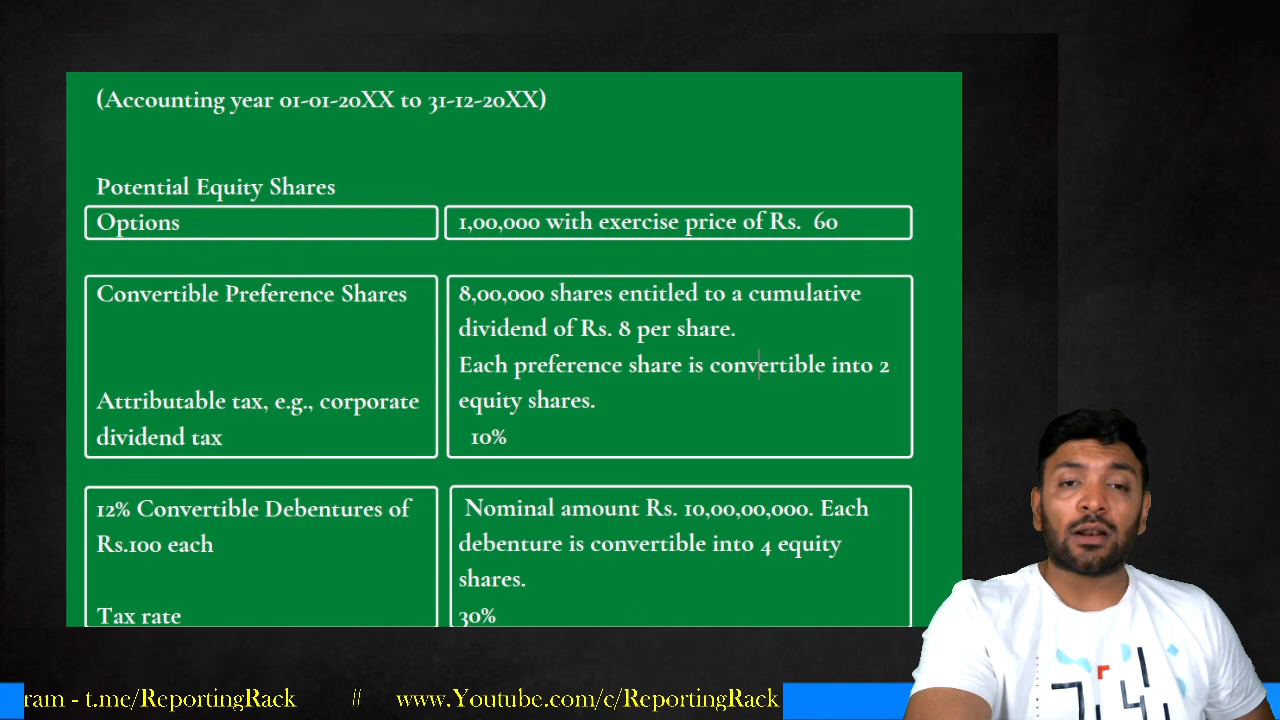 (Accounting year 01-01-20XX to 31-12-20XX)
Potential Equity Shares
Options
1,00,000 with exercise price of Rs. 60
Convertible Preference Shares
8,00,000 shares entitled to a cumulative
dividend of Rs. 8 per share.
Each preference share is convertible into 2
equity shares.
Attributable tax, e.g., corporate
dividend tax
10%
12% Convertible Debentures of
Rs.100 each
Nominal amount Rs. 10,00,00,000. Each
debenture is convertible into 4 equity
shares.
Tax rate
30%
ram - t.me/ReportingRack # www.Youtube.com/c/ReportingRack